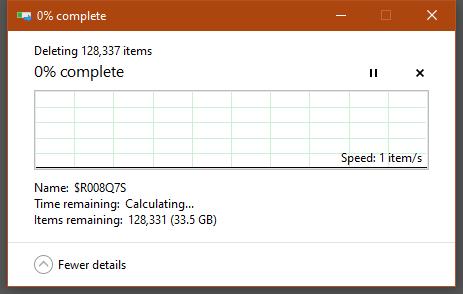 0% complete
Deleting 128,337 items
0% complete
Speed: 1 item/s
Name: $R008Q7S
Time remaining: Calculating...
Items remaining: 128,331 (33.5 GB)
Fewer details